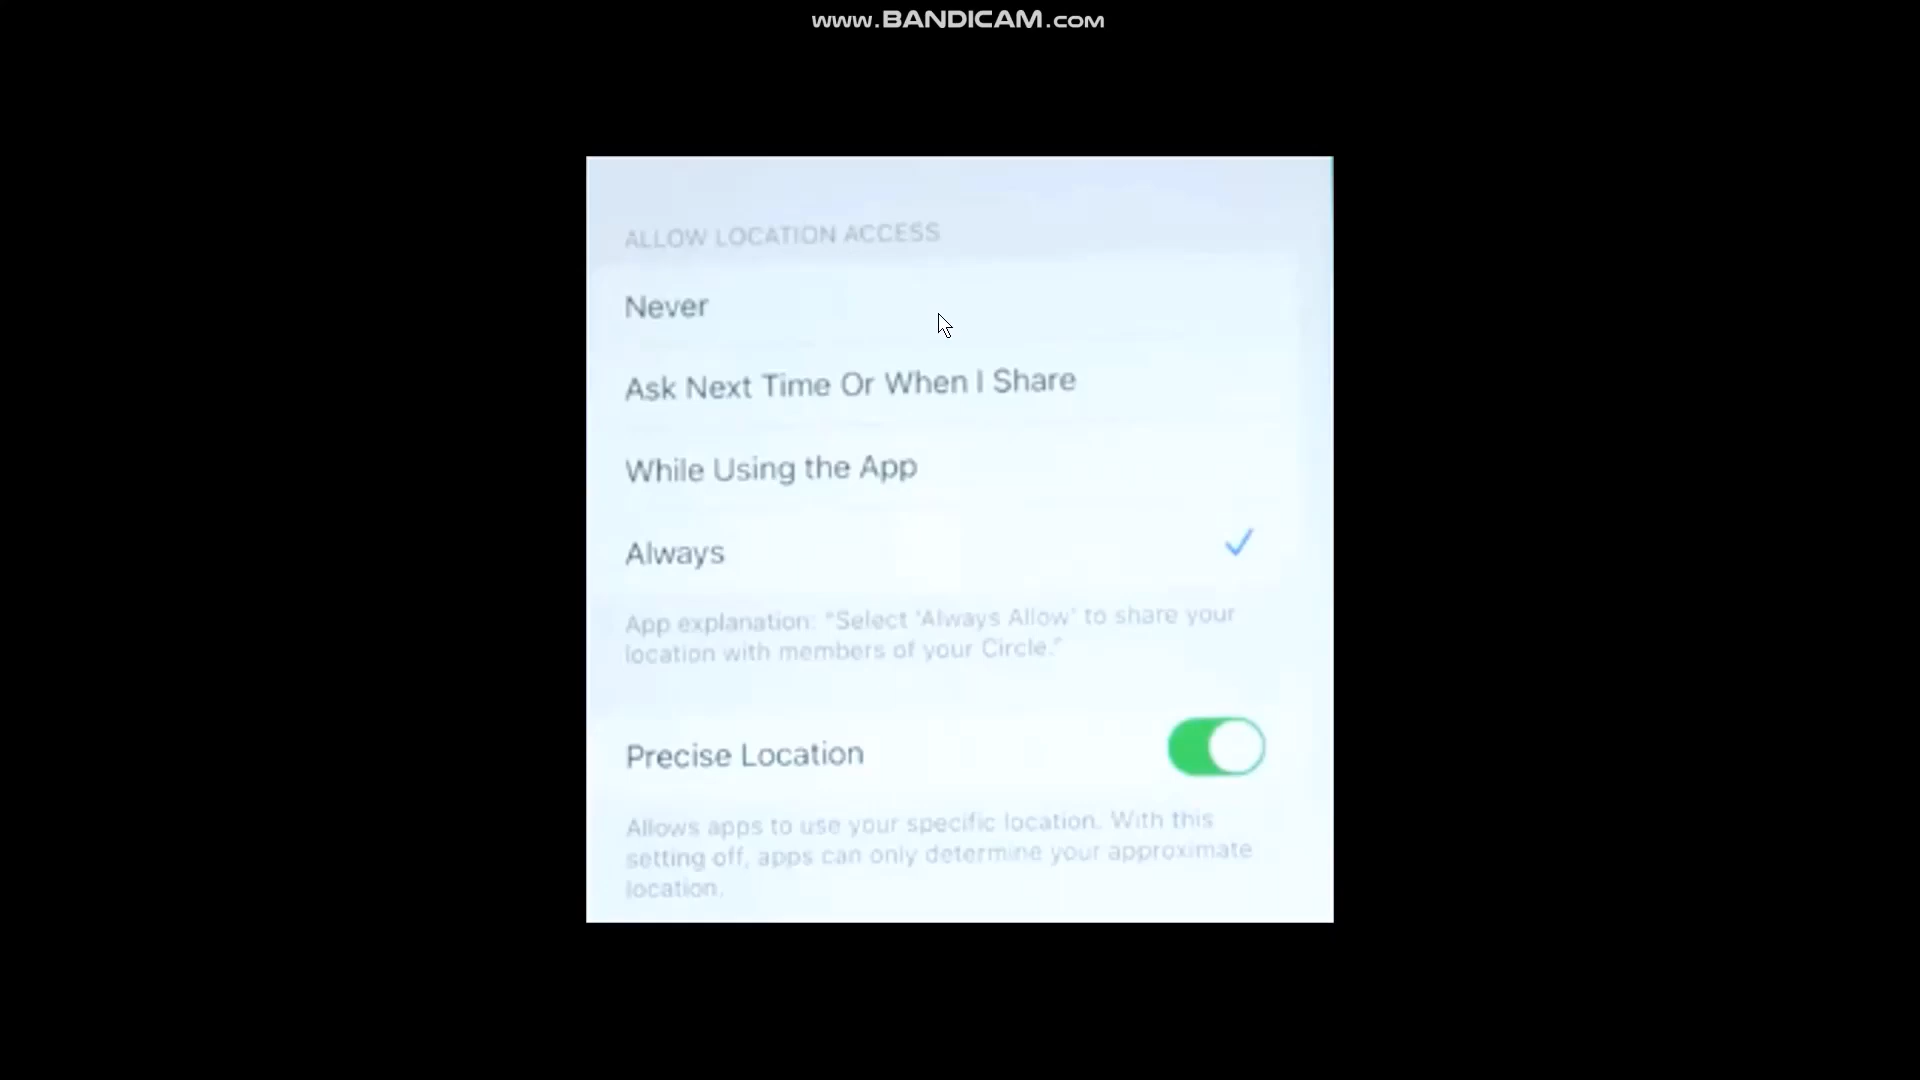 www.BANDICAM.com
ALLOW LOCATION ACCESS
Never
Ask Next Time Or When I Share
While Using the App
Always
App explanation: "Select 'Always Allow' to share your
location with members of your Circle."
Precise Location
Allows apps to use your specific location. With this
setting off, apps can only determine your approximate
location.